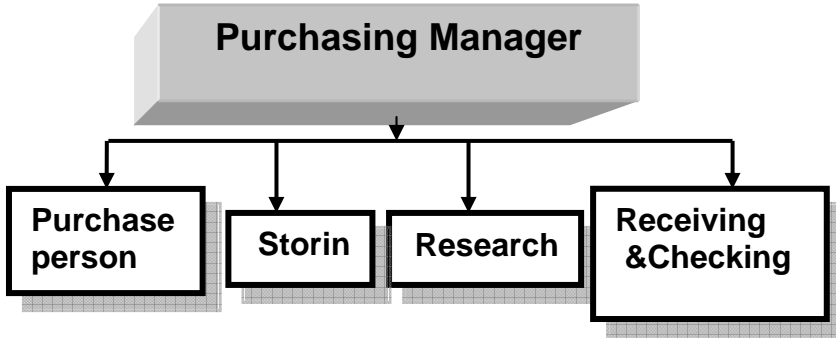 Purchasing Manager
Purchase
person
Storin
Research
Receiving
&Checking